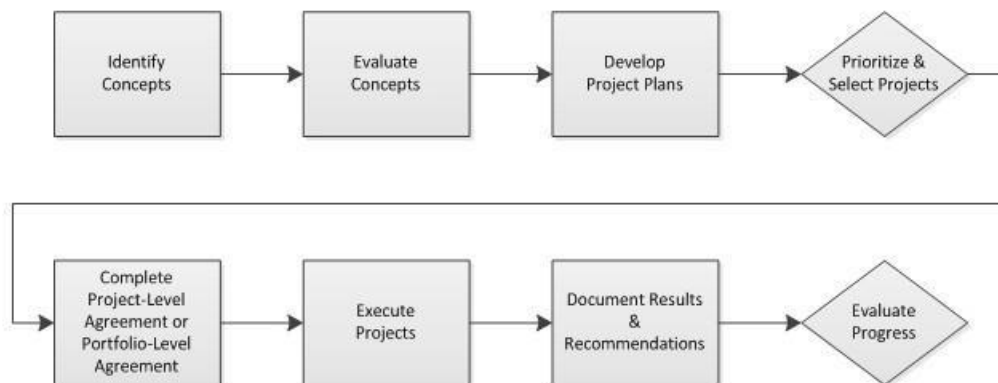 Identify
Concepts
Evaluate
Concepts
Develop
Project Plans
Prioritize &
Select Projects
Complete
Project-Level
Agreement or
Portfolio-Level
Agreement
Execute
Projects
Document Results
&
Recommendations
Evaluate
Progress